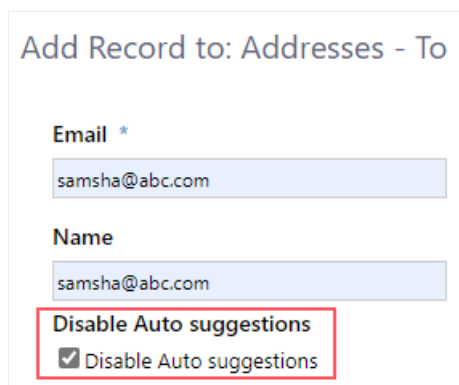 Add Record to: Addresses - To
Email *
samsha@abc.com
Name
samsha@abc.com
Disable Auto suggestions
Disable Auto suggestions